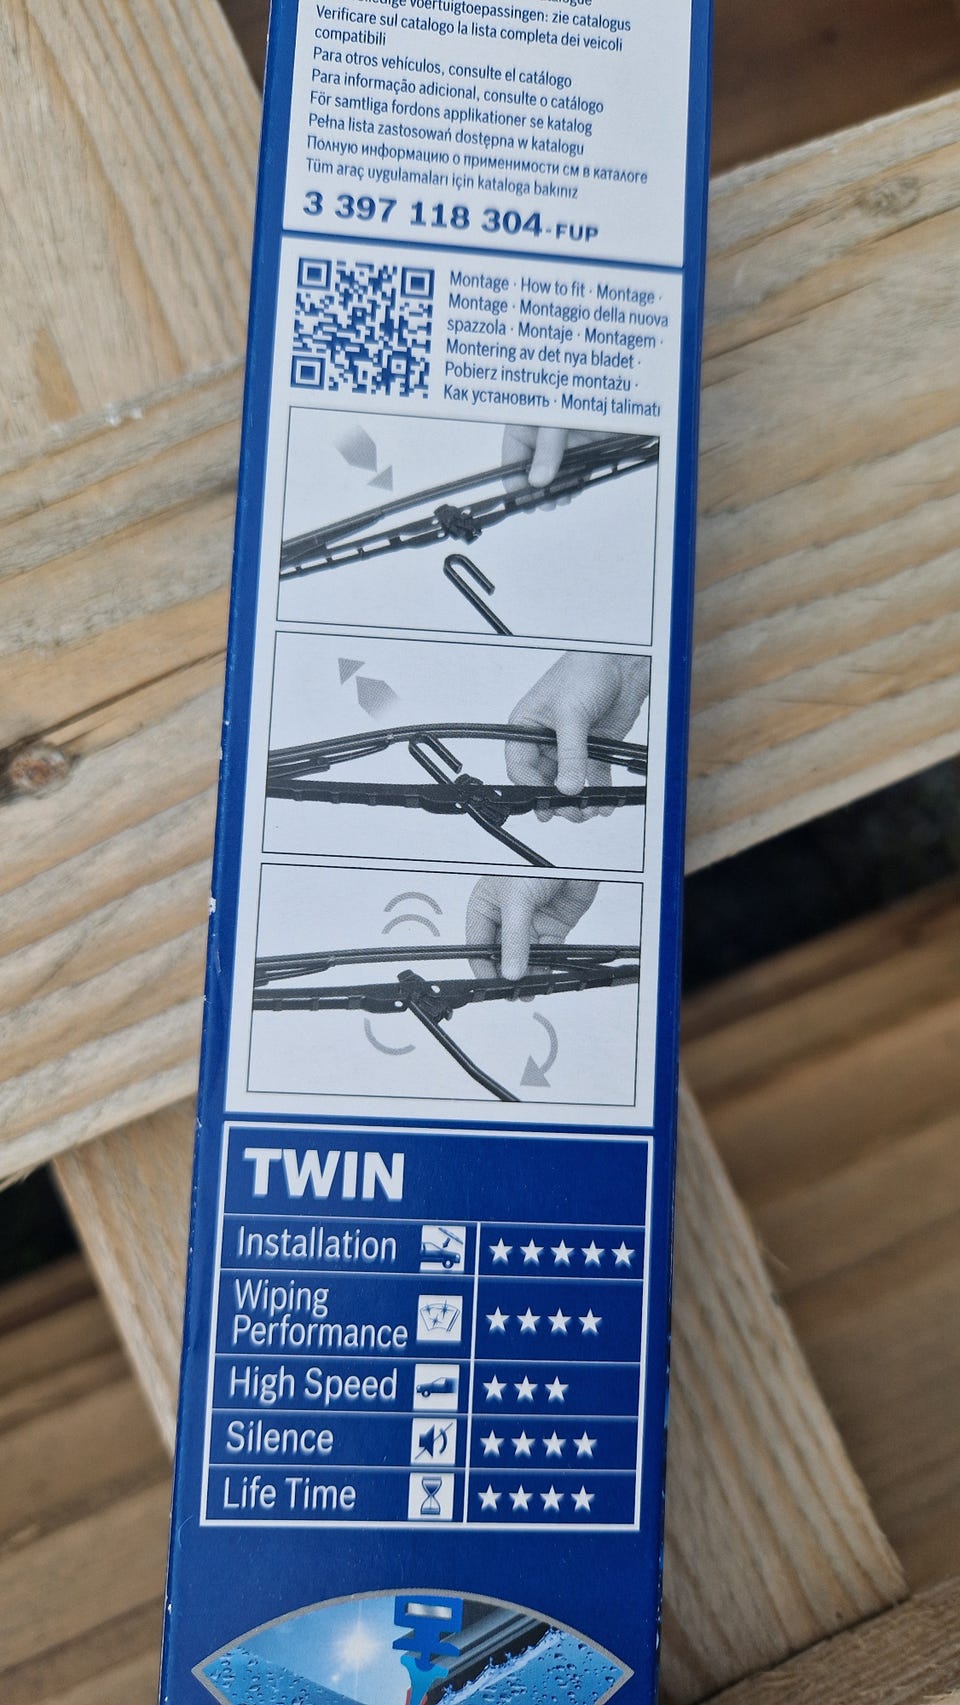 voertuigtoepassingen: zie catalogus
Verificare sul catalogo la lista completa dei veicoli
compatibili
Para otros vehículos, consulte el catálogo
Para informação adicional, consulte o catálogo
För samtliga fordons applikationer se katalog
Pełna lista zastosowań dostępna w katalogu
Полную информацию о применимости см в каталоге
Tüm araç uygulamaları için kataloga bakınız
3 397 118 304-FUP
Montage · How to fit · Montage ·
Montage · Montaggio della nuova
spazzola · Montaje · Montagem ·
Montering av det nya bladet ·
Pobierz instrukcje montażu ·
Как установить · Montaj talimatı
TWIN
Installation
Wiping
Performance
High Speed
Silence
Life Time